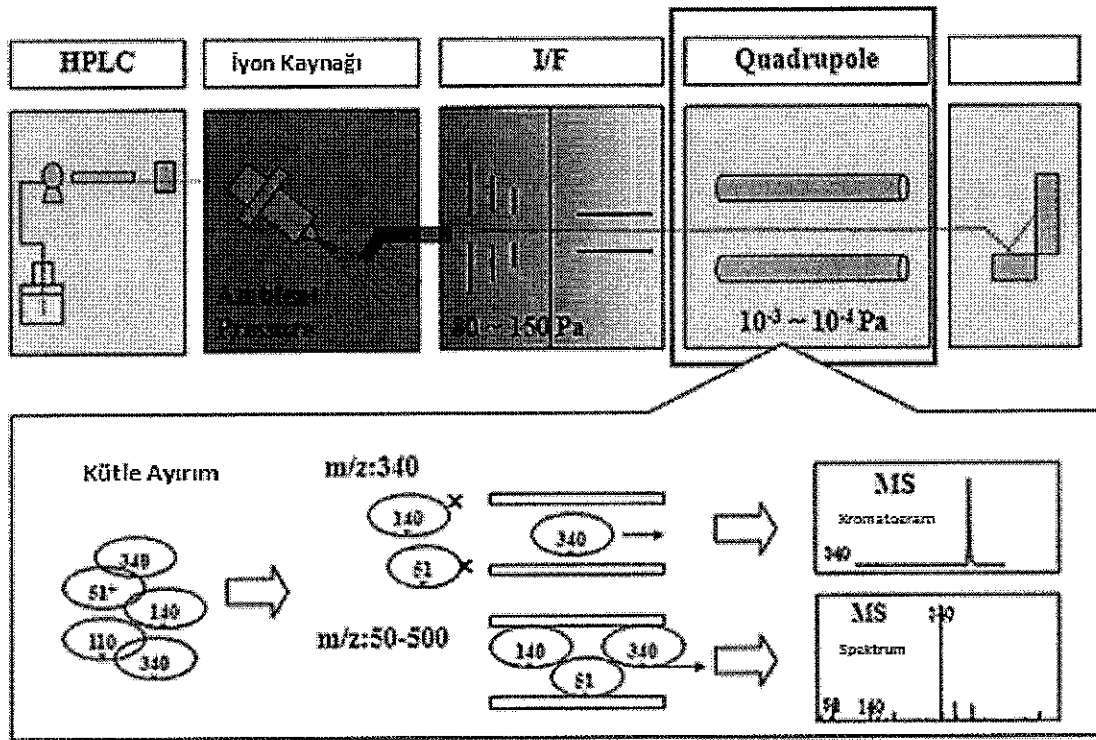 HPLC
İyon Kaynağı
I/F
Quadrupole
Ambient
Pressure
80 ~ 150 Pa
10⁻³ ~ 10⁻⁴ Pa
Kütle Ayırım
m/z:340
340
51+
140
110
340
140
51
340
m/z:50-500
140
51
340
MS
Kromatogram
340
MS
Spektrum
340
50 140